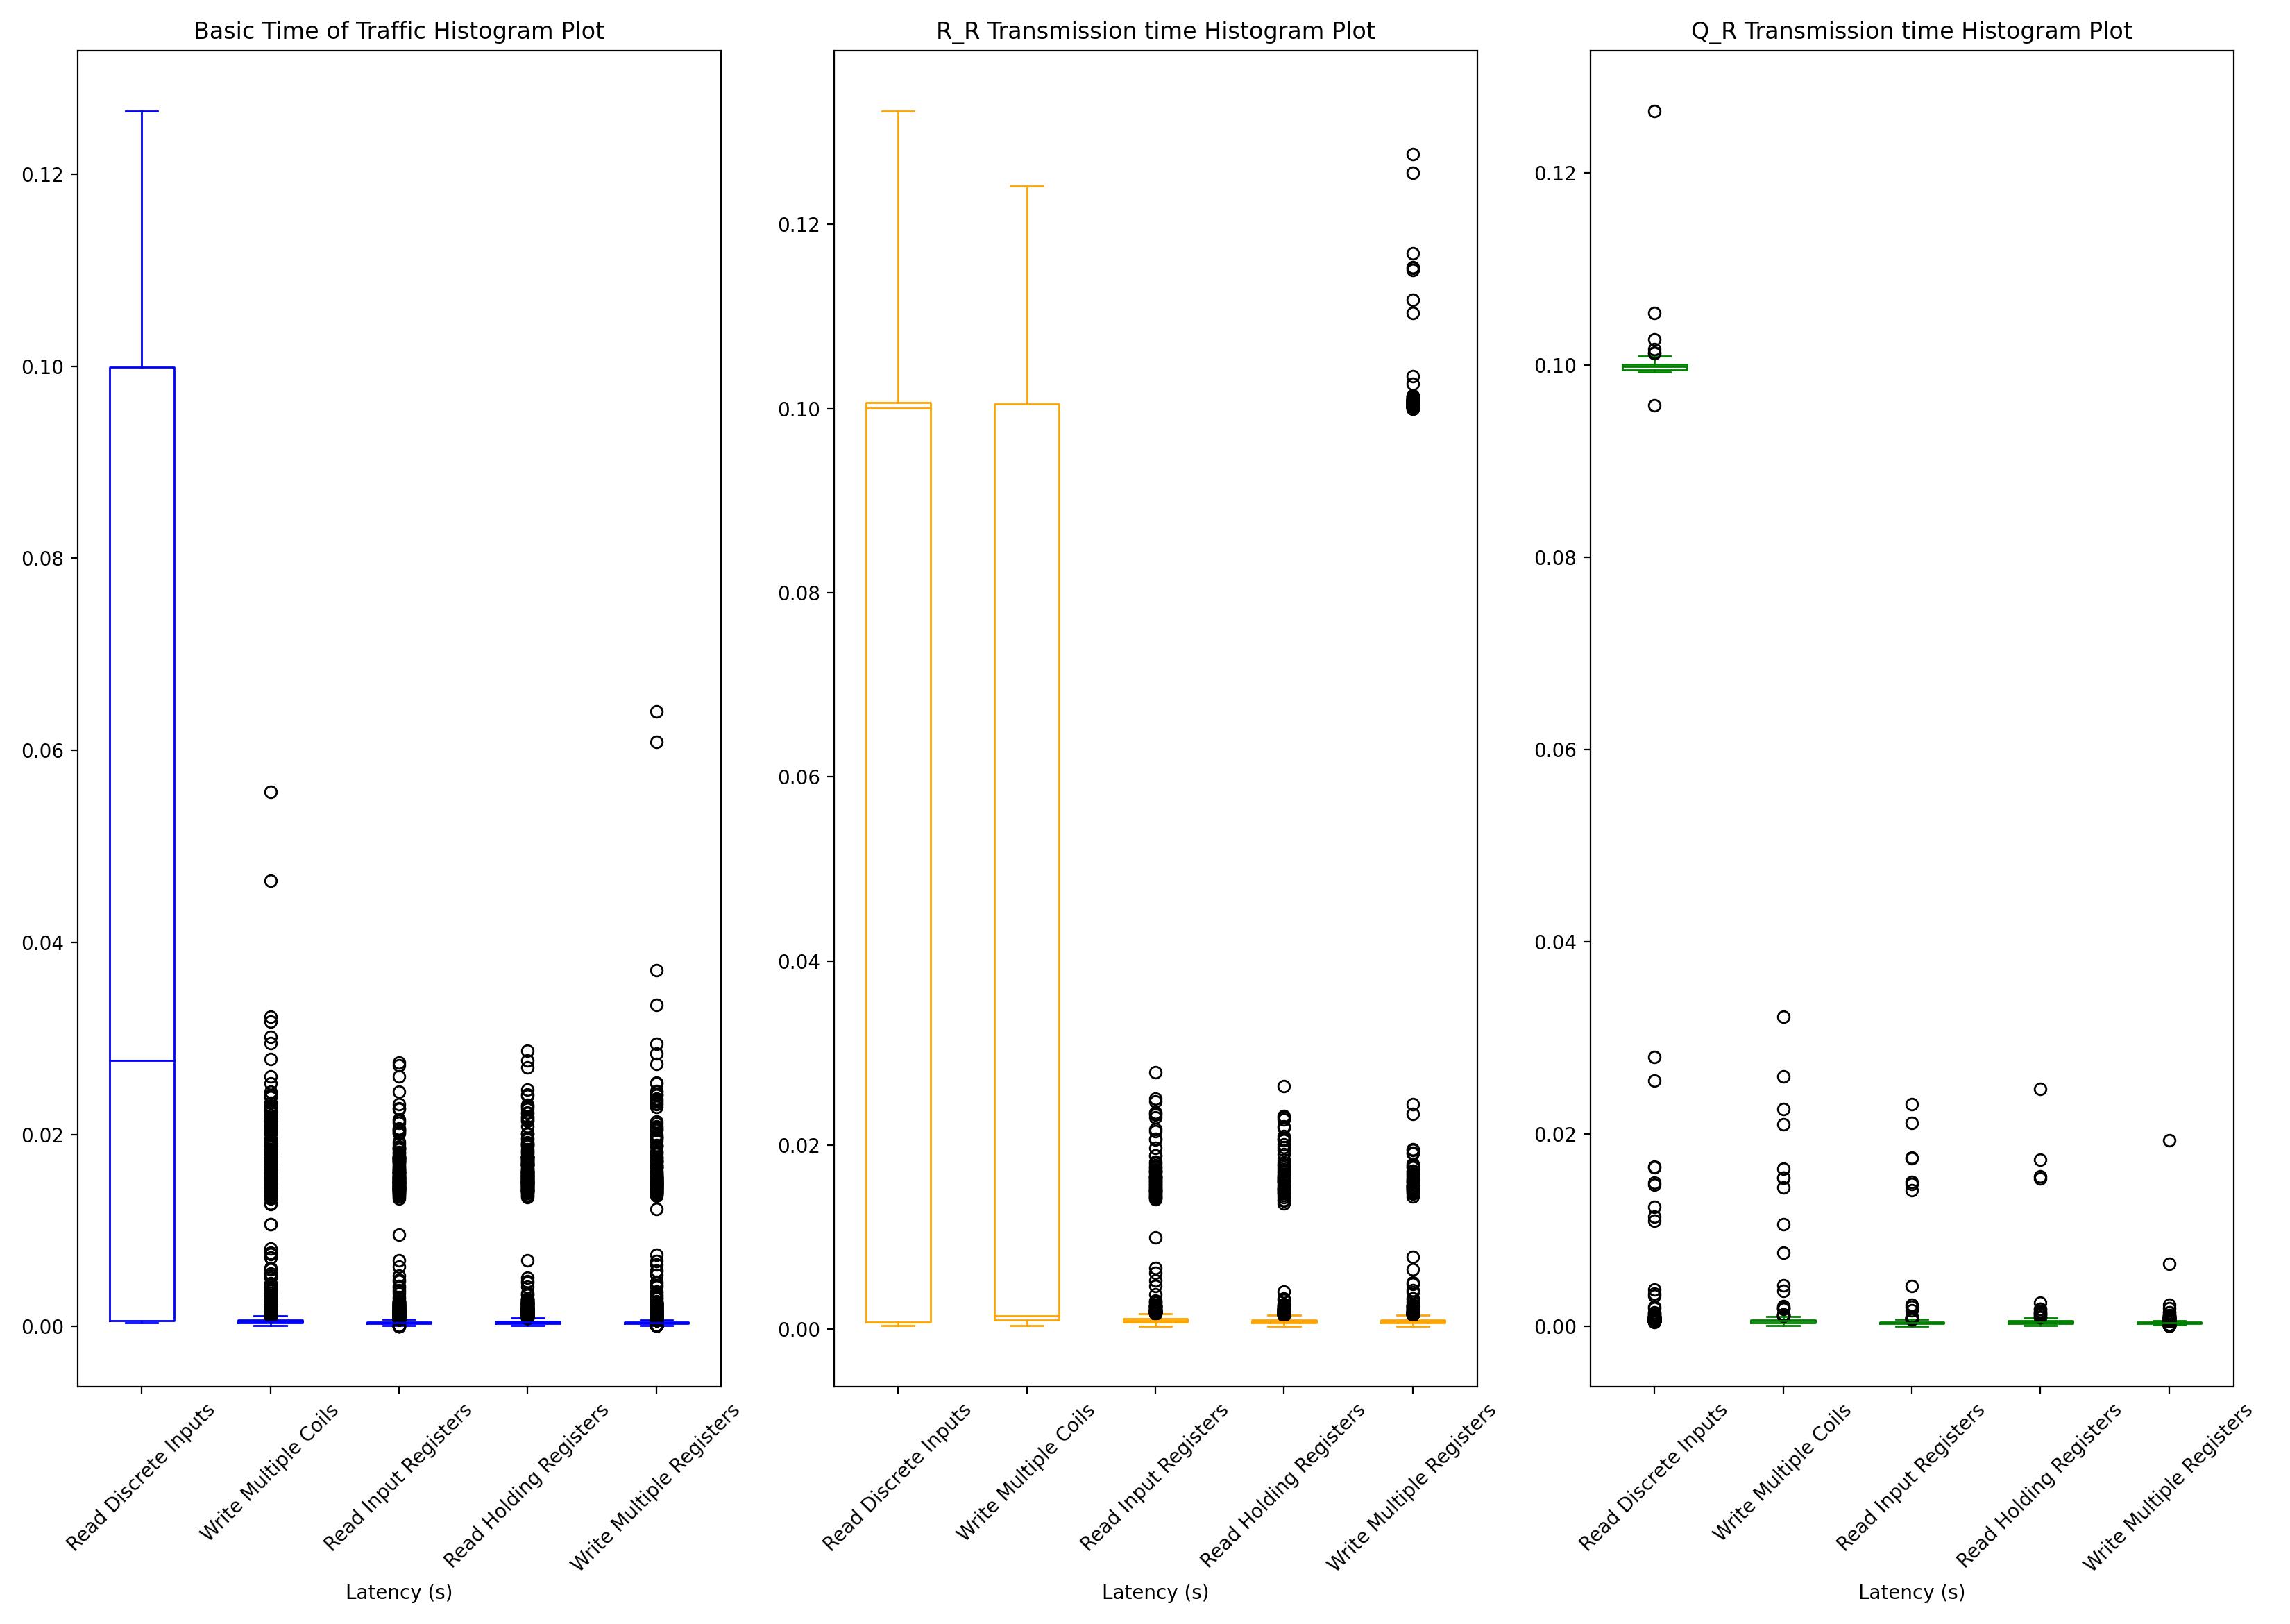 Basic Time of Traffic Histogram Plot
0.12
0.10
0.08
0.06
0.04
0.02
0.00
Read Discrete Inputs
Write Multiple Coils
Read Input Registers
Read Holding Registers
Write Multiple Registers
Latency (s)
R_R Transmission time Histogram Plot
0.12
0.10
0.08
0.06
0.04
0.02
0.00
Read Discrete Inputs
Write Multiple Coils
Read Input Registers
Read Holding Registers
Write Multiple Registers
Latency (s)
Q_R Transmission time Histogram Plot
0.12
0.10
0.08
0.06
0.04
0.02
0.00
Read Discrete Inputs
Write Multiple Coils
Read Input Registers
Read Holding Registers
Write Multiple Registers
Latency (s)